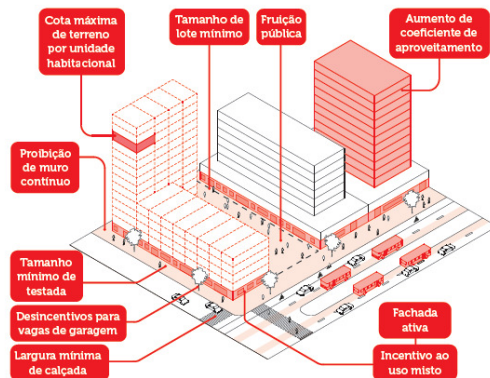 Cota máxima
de terreno
por unidade
habitacional
Tamanho de
lote mínimo
Fruição
pública
Aumento de
coeficiente de
aproveitamento
Proibição
de muro
contínuo
Tamanho
mínimo de
testada
Desincentivos para
vagas de garagem
Largura mínima
de calçada
Fachada
ativa
Incentivo ao
uso misto